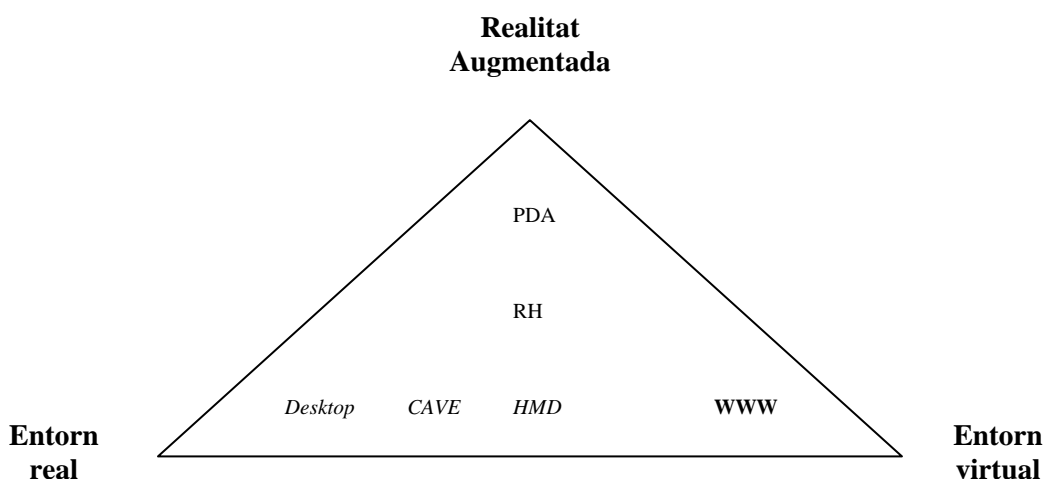 Realitat
Augmentada
PDA
RH
Desktop CAVE HMD WWW
Entorn
real
Entorn
virtual